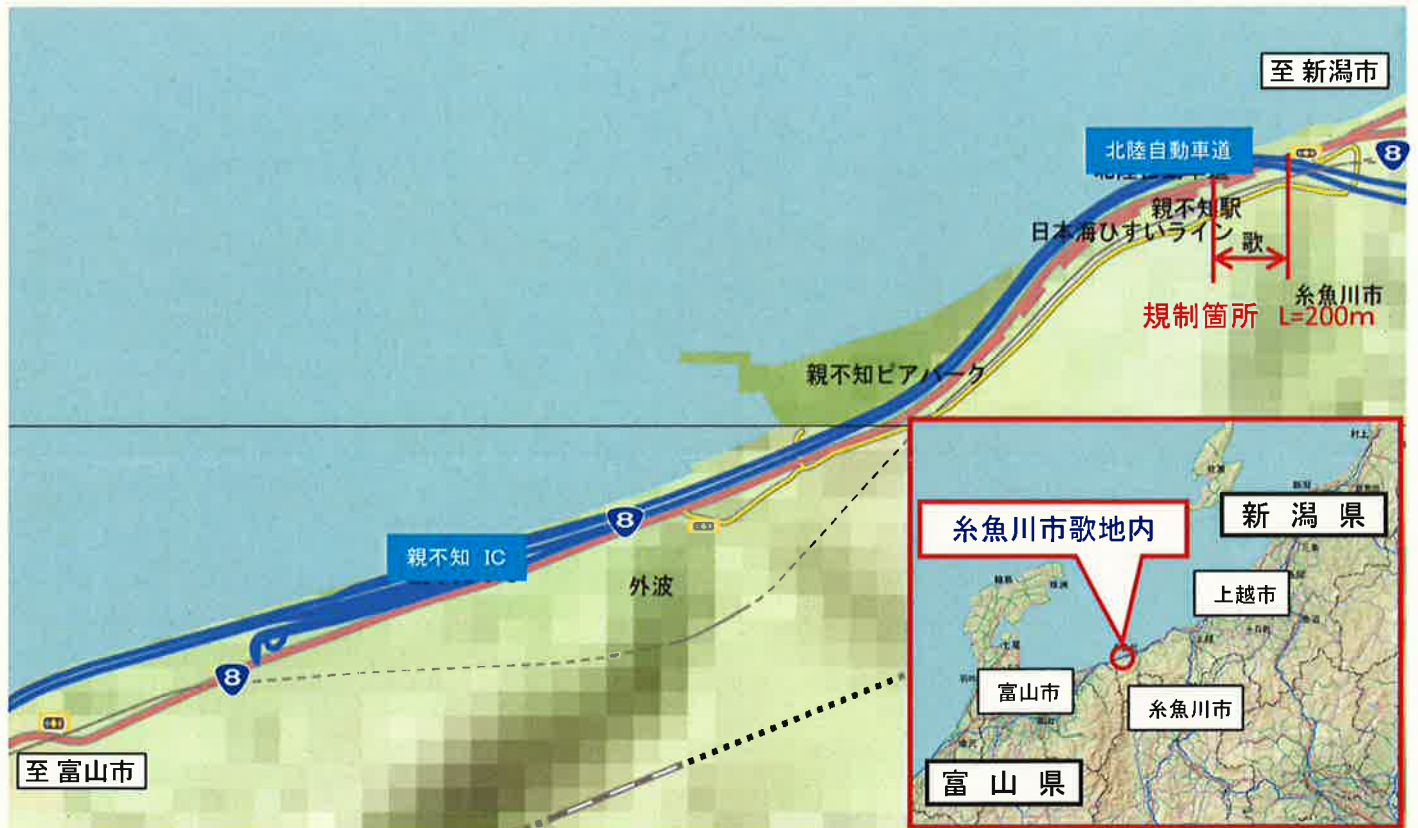 至 新潟市
北陸自動車道
8
親不知駅
日本海ひすいライン
歌
糸魚川市
規制箇所 L=200m
親不知ピアパーク
8
親不知 IC
外波
8
至 富山市
村上
新潟県
糸魚川市歌地内
上越市
富山市
糸魚川市
富山県